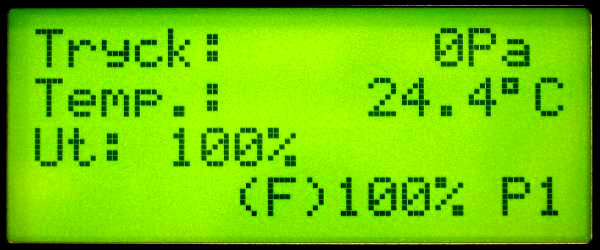 Tryck: 0Pa
Temp.: 24.4°C
Ut: 100%
(F)100% P1